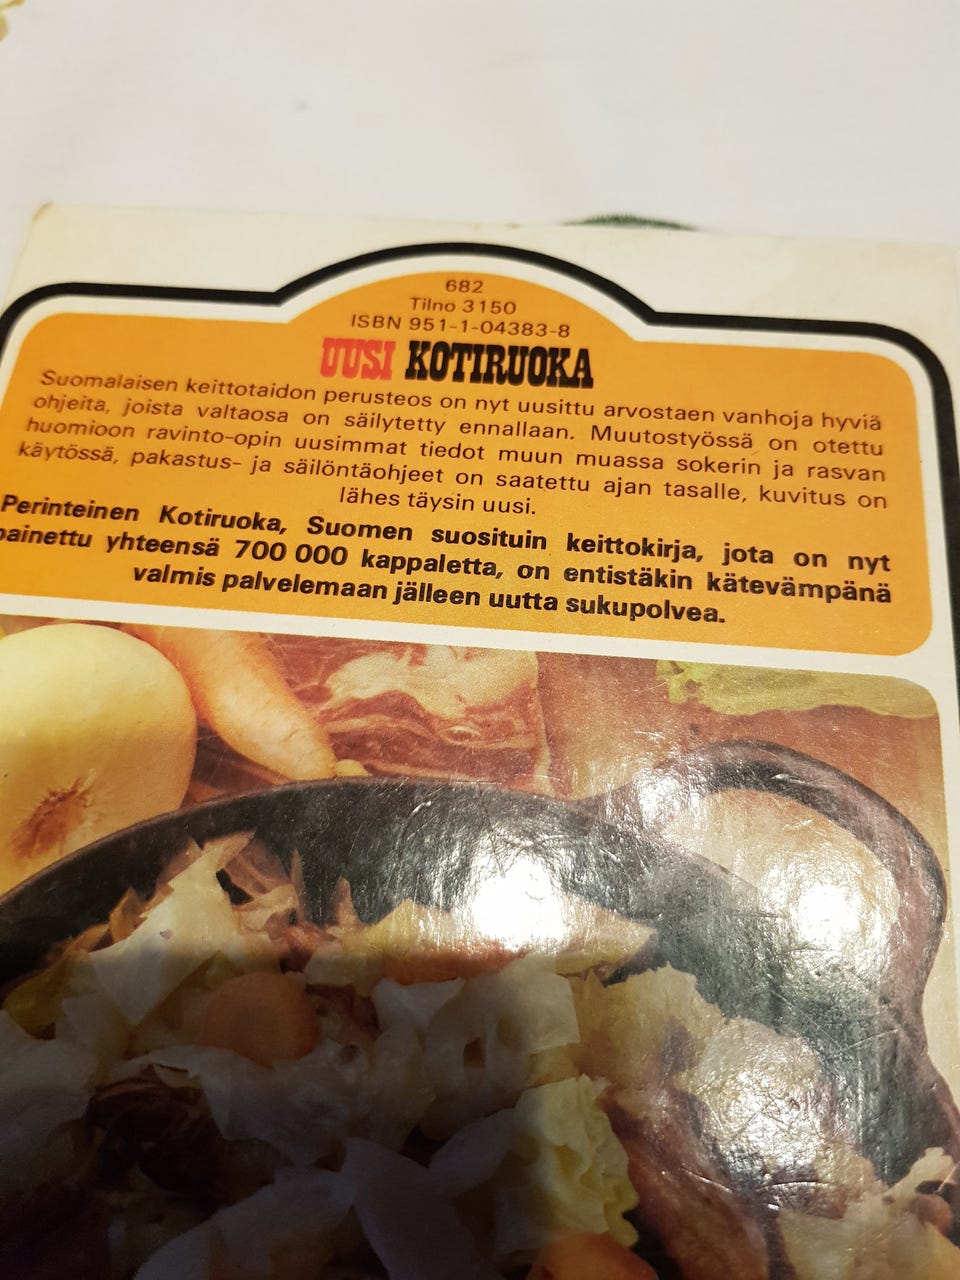 682
Tilno 3150
ISBN 951-1-04383-8
UUSI KOTIRUOKA
Suomalaisen keittotaidon perusteos on nyt uusittu arvostaen vanhoja hyviä
ohjeita, joista valtaosa on säilytetty ennallaan. Muutostyössä on otettu
huomioon ravinto-opin uusimmat tiedot muun muassa sokerin ja rasvan
käytössä, pakastus- ja säilöntäohjeet on saatettu ajan tasalle, kuvitus on
lähes täysin uusi.
Perinteinen Kotiruoka, Suomen suosituin keittokirja, jota on nyt
painettu yhteensä 700 000 kappaletta, on entistäkin kätevämpänä
valmis palvelemaan jälleen uutta sukupolvea.